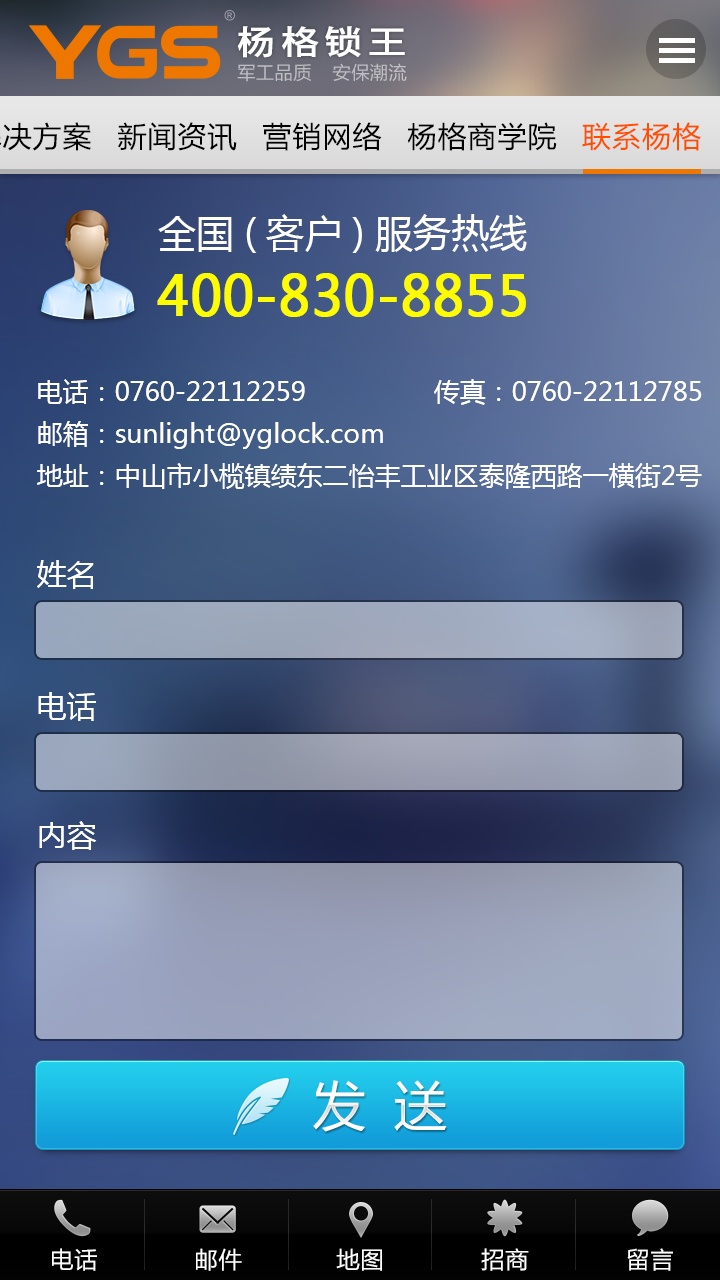 YGS® 杨格锁王
军工品质 安保潮流
决方案 新闻资讯 营销网络 杨格商学院 联系杨格
全国(客户)服务热线
400-830-8855
电话：0760-22112259 传真：0760-22112785
邮箱：sunlight@yglock.com
地址：中山市小榄镇绩东二怡丰工业区泰隆西路一横街2号
姓名
电话
内容
发送
电话 邮件 地图 招商 留言